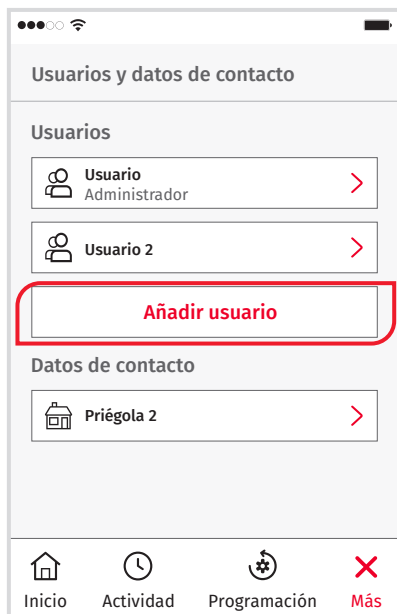 Usuarios y datos de contacto
Usuarios
Usuario
Administrador
Usuario 2
Añadir usuario
Datos de contacto
Priégola 2
Inicio Actividad Programación Más